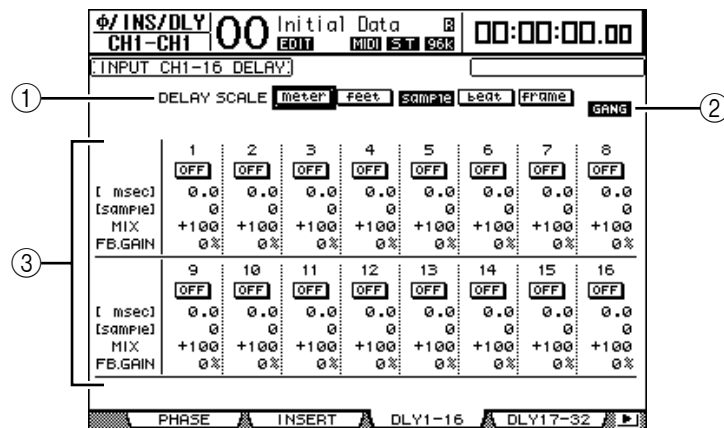 Φ/INS/DLY 00 Initial Data R 00:00:00.00
CH1-CH1 EDIT MIDI S T 96K
INPUT CH1-16 DELAY
1 DELAY SCALE meter feet sample beat frame GANG 2
3
1 2 3 4 5 6 7 8
OFF OFF OFF OFF OFF OFF OFF OFF
[ msec] 0.0 0.0 0.0 0.0 0.0 0.0 0.0 0.0
[sample] 0 0 0 0 0 0 0 0
MIX +100 +100 +100 +100 +100 +100 +100 +100
FB.GAIN 0% 0% 0% 0% 0% 0% 0% 0%
9 10 11 12 13 14 15 16
OFF OFF OFF OFF OFF OFF OFF OFF
[ msec] 0.0 0.0 0.0 0.0 0.0 0.0 0.0 0.0
[sample] 0 0 0 0 0 0 0 0
MIX +100 +100 +100 +100 +100 +100 +100 +100
FB.GAIN 0% 0% 0% 0% 0% 0% 0% 0%
PHASE INSERT DLY1-16 DLY17-32